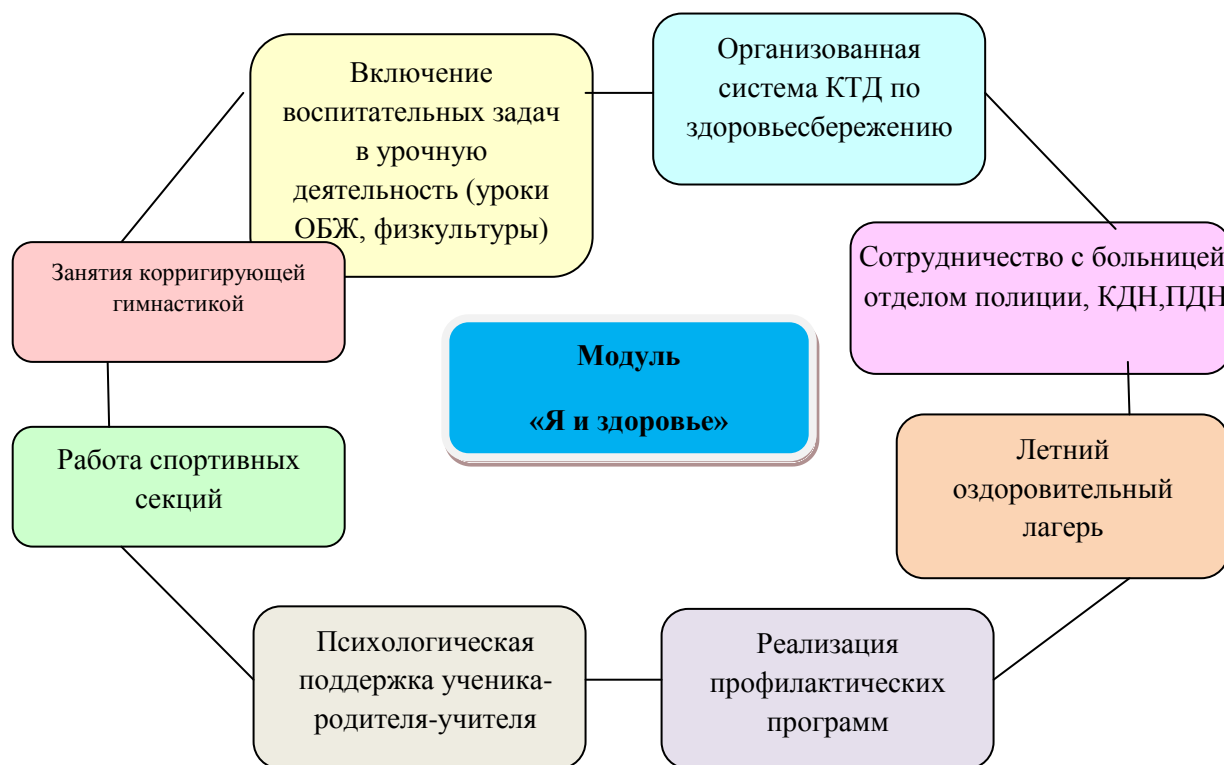 Включение
воспитательных задач
в урочную
деятельность (уроки
ОБЖ, физкультуры)
Организованная
система КТД по
здоровьесбережению
Занятия корригирующей
гимнастикой
Сотрудничество с больницей
отделом полиции, КДН,ПДН
Модуль
«Я и здоровье»
Работа спортивных
секций
Летний
оздоровительный
лагерь
Психологическая
поддержка ученика-
родителя-учителя
Реализация
профилактических
программ